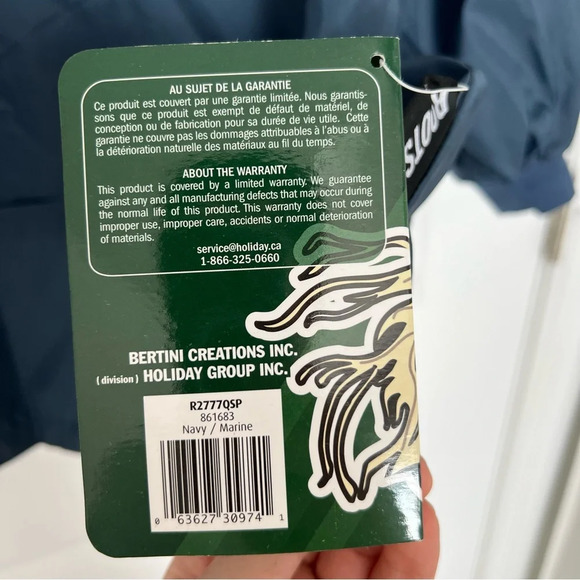 AU SUJET DE LA GARANTIE
Ce produit est couvert par une garantie limitée. Nous garantis-
sons que ce produit est exempt de défaut de matériel, de
conception ou de fabrication pour sa durée de vie utile. Cette
garantie ne couvre pas les dommages attribuables à l'abus ou à
la détérioration naturelle des matériaux au fil du temps.
ABOUT THE WARRANTY
This product is covered by a limited warranty. We guarantee
against any and all manufacturing defects that may occur during
the normal life of this product. This warranty does not cover
improper use, improper care, accidents or normal deterioration
of materials.
service@holiday.ca
1-866-325-0660
BERTINI CREATIONS INC.
( division ) HOLIDAY GROUP INC.
R2777QSP
861683
Navy / Marine
0 63627 30974 1
ROOTS